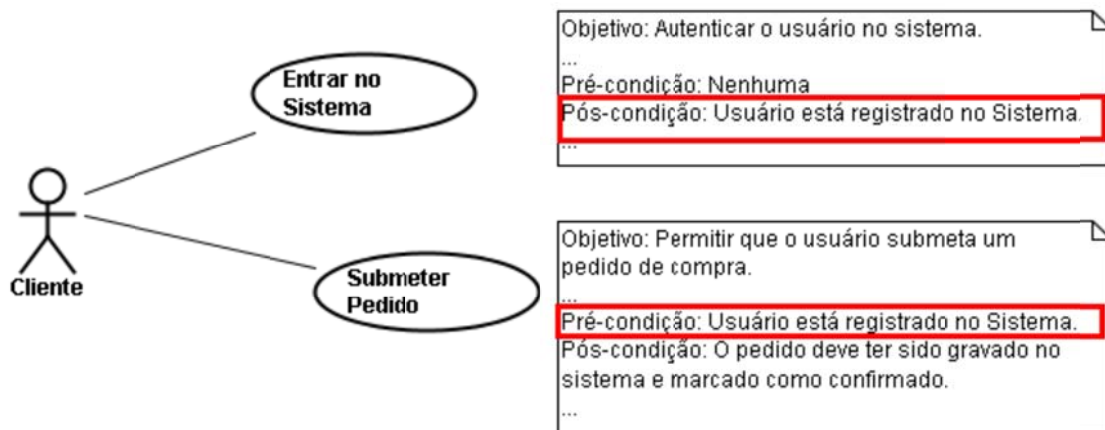 Entrar no
Sistema
Cliente
Submeter
Pedido
Objetivo: Autenticar o usuário no sistema.
...
Pré-condição: Nenhuma
Pós-condição: Usuário está registrado no Sistema.
...
Objetivo: Permitir que o usuário submeta um
pedido de compra.
...
Pré-condição: Usuário está registrado no Sistema.
Pós-condição: O pedido deve ter sido gravado no
sistema e marcado como confirmado.
...